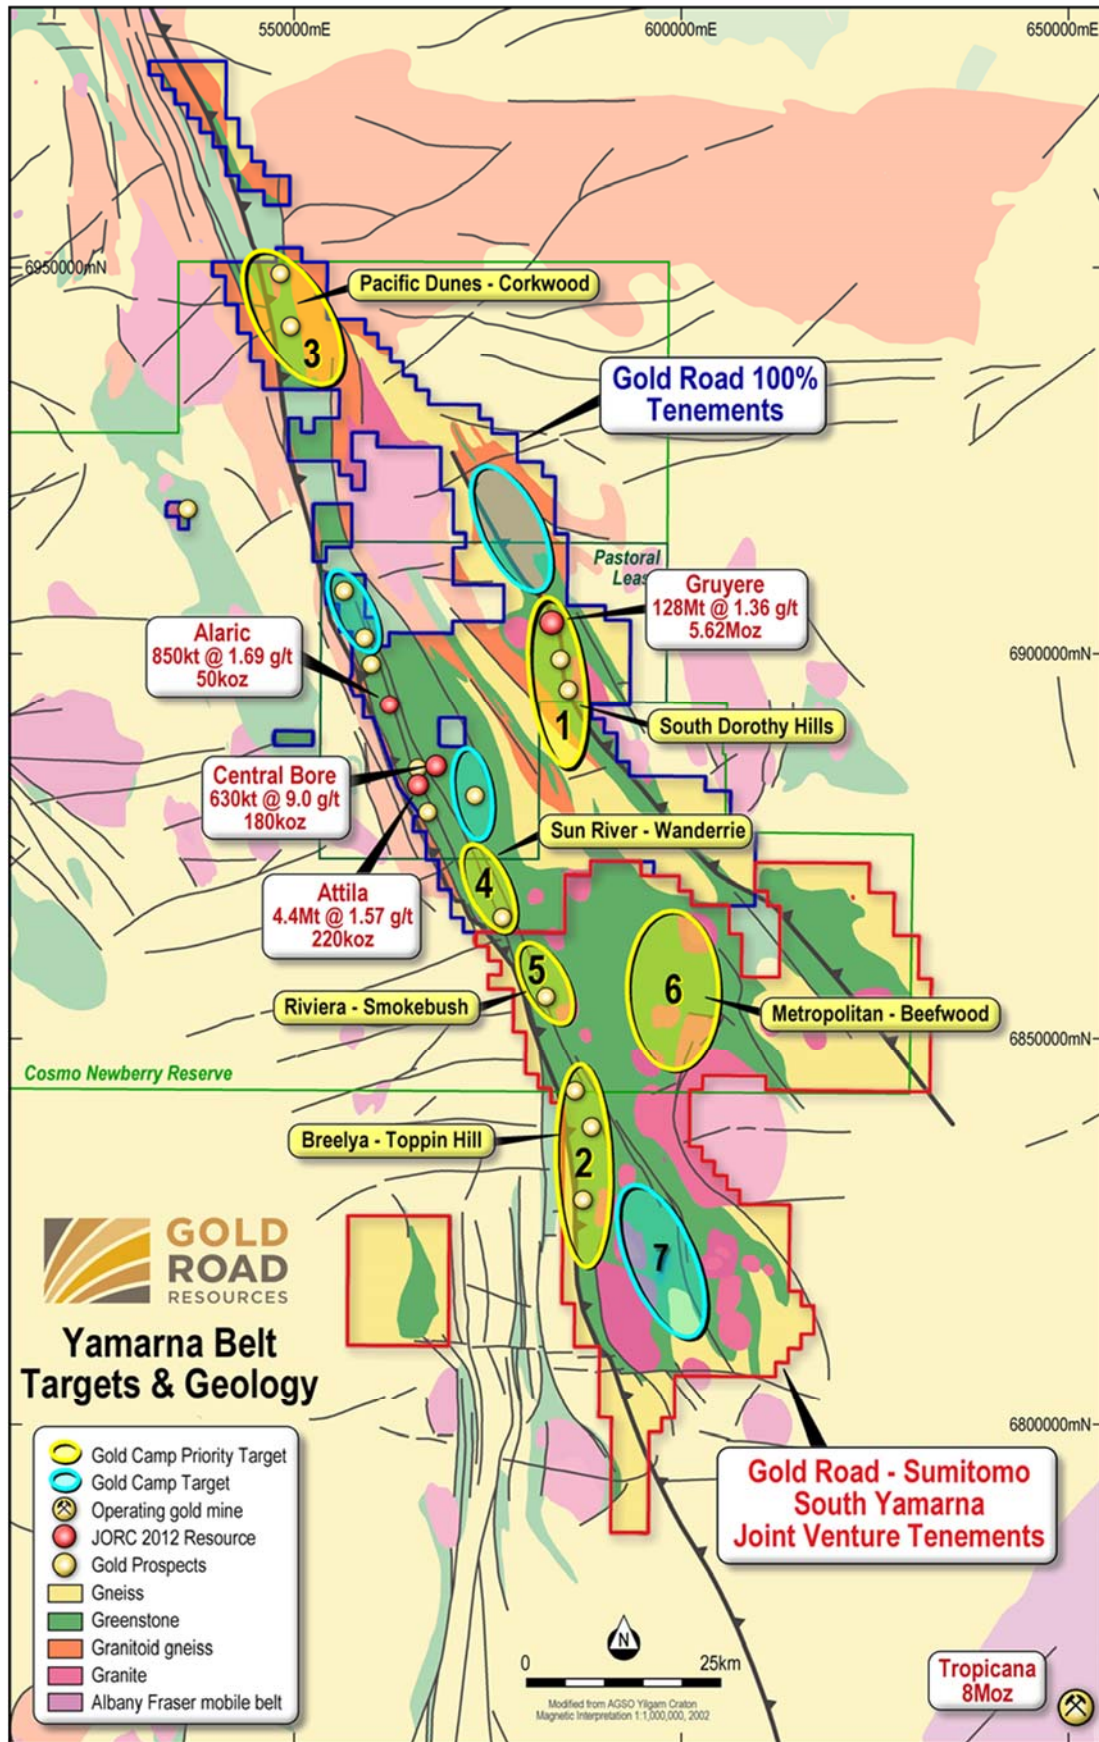 550000mE
600000mE
650000mE
6950000mN
Pacific Dunes - Corkwood
3
Gold Road 100%
Tenements
Pastoral
Leas
Gruyere
128Mt @ 1.36 g/t
5.62Moz
Alaric
850kt @ 1.69 g/t
50koz
6900000mN
1
South Dorothy Hills
Central Bore
630kt @ 9.0 g/t
180koz
Sun River - Wanderrie
4
Attila
4.4Mt @ 1.57 g/t
220koz
5
6
Riviera - Smokebush
Metropolitan - Beefwood
6850000mN
Cosmo Newberry Reserve
Breelya - Toppin Hill
2
7
GOLD
ROAD
RESOURCES
Yamarna Belt
Targets & Geology
6800000mN
Gold Camp Priority Target
Gold Camp Target
Operating gold mine
JORC 2012 Resource
Gold Prospects
Gneiss
Greenstone
Granitoid gneiss
Granite
Albany Fraser mobile belt
Gold Road - Sumitomo
South Yamarna
Joint Venture Tenements
N
0
25km
Modified from AGSO Yilgarn Craton
Magnetic Interpretation 1:1,000,000, 2002
Tropicana
8Moz